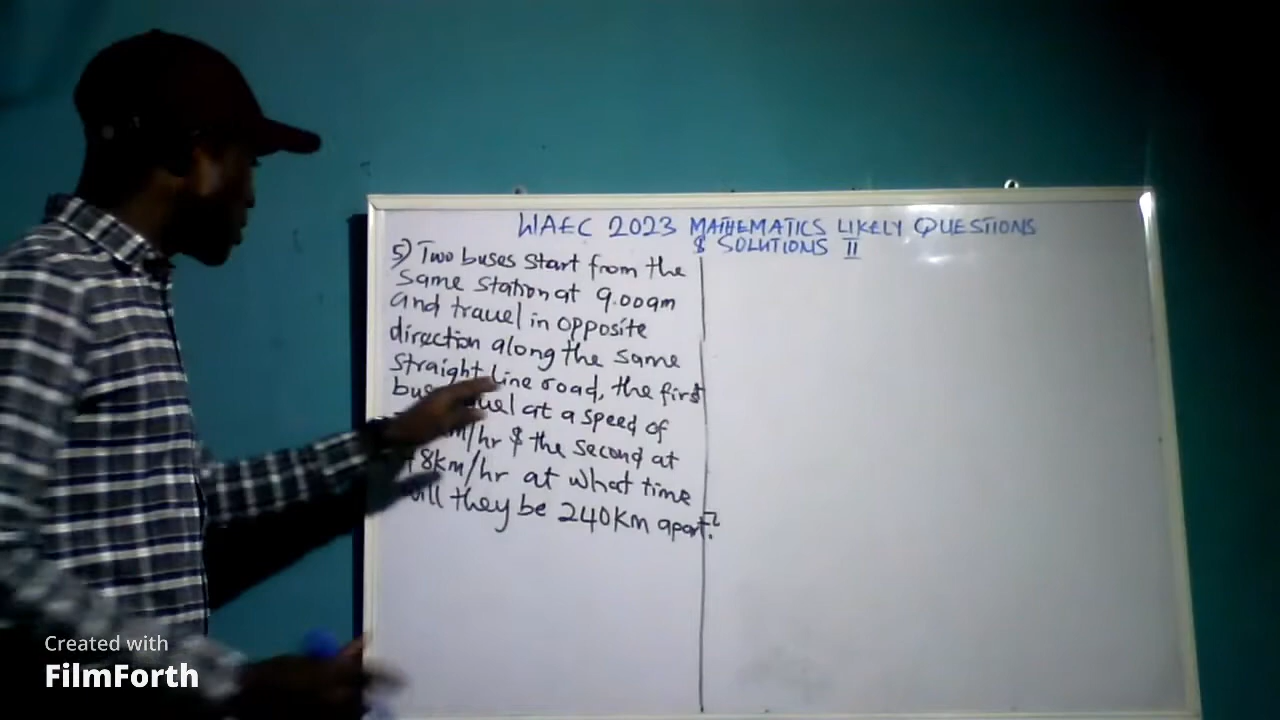 WAEC 2023 MATHEMATICS LIKELY QUESTIONS
& SOLUTIONS II
5) Two buses start from the
same station at 9.00am
and travel in opposite
direction along the same
straight line road, the first
at a speed of
/hr & the second at
8km/hr at what time
they be 240km apart?
Created with
FilmForth